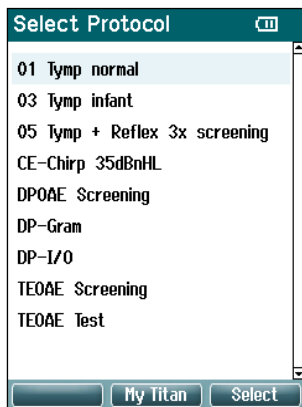 Select Protocol
01 Tymp normal
03 Tymp infant
05 Tymp + Reflex 3x screening
CE-Chirp 35dBnHL
DPOAE Screening
DP-Gram
DP-I/O
TEOAE Screening
TEOAE Test
My Titan Select